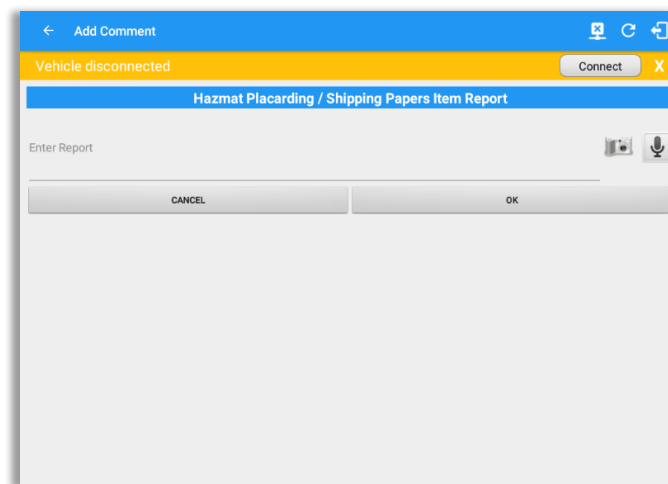 Add Comment
Vehicle disconnected Connect X
Hazmat Placarding / Shipping Papers Item Report
Enter Report
CANCEL OK